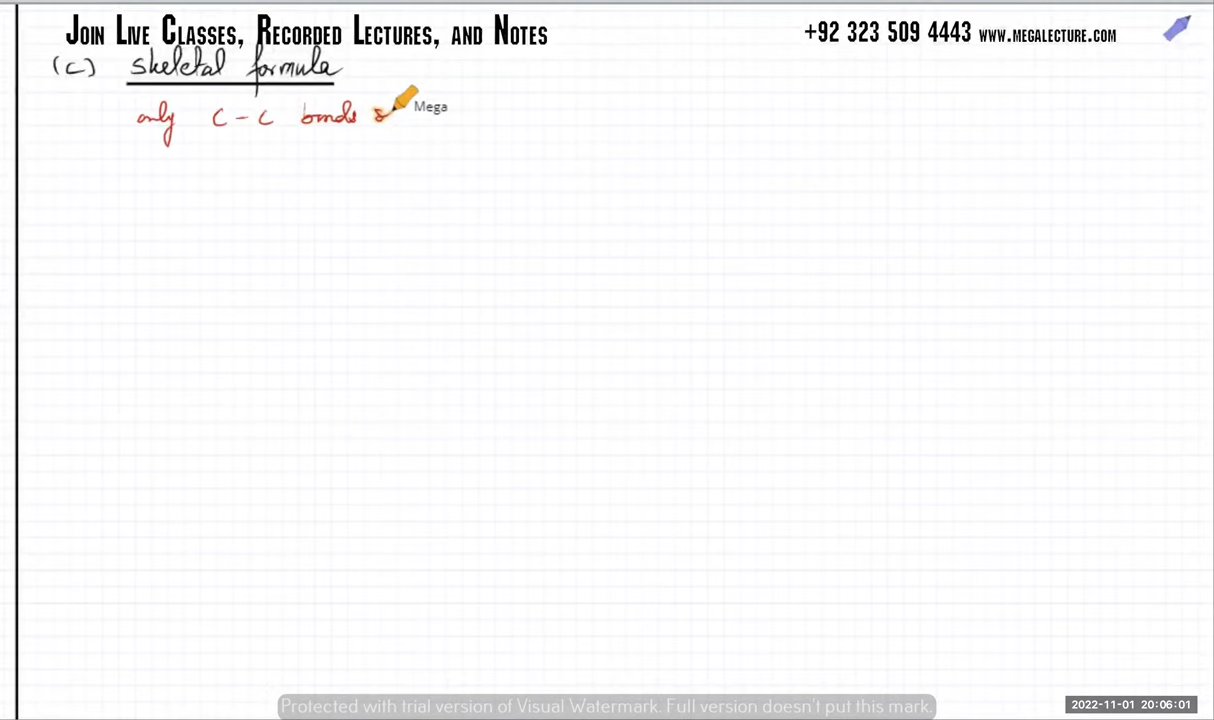 JOIN LIVE CLASSES, RECORDED LECTURES, AND NOTES
+92 323 509 4443 WWW.MEGALECTURE.COM
(c) Skeletal formula
only C-C bonds s
Mega
Protected with trial version of Visual Watermark. Full version doesn't put this mark.
2022-11-01 20:06:01